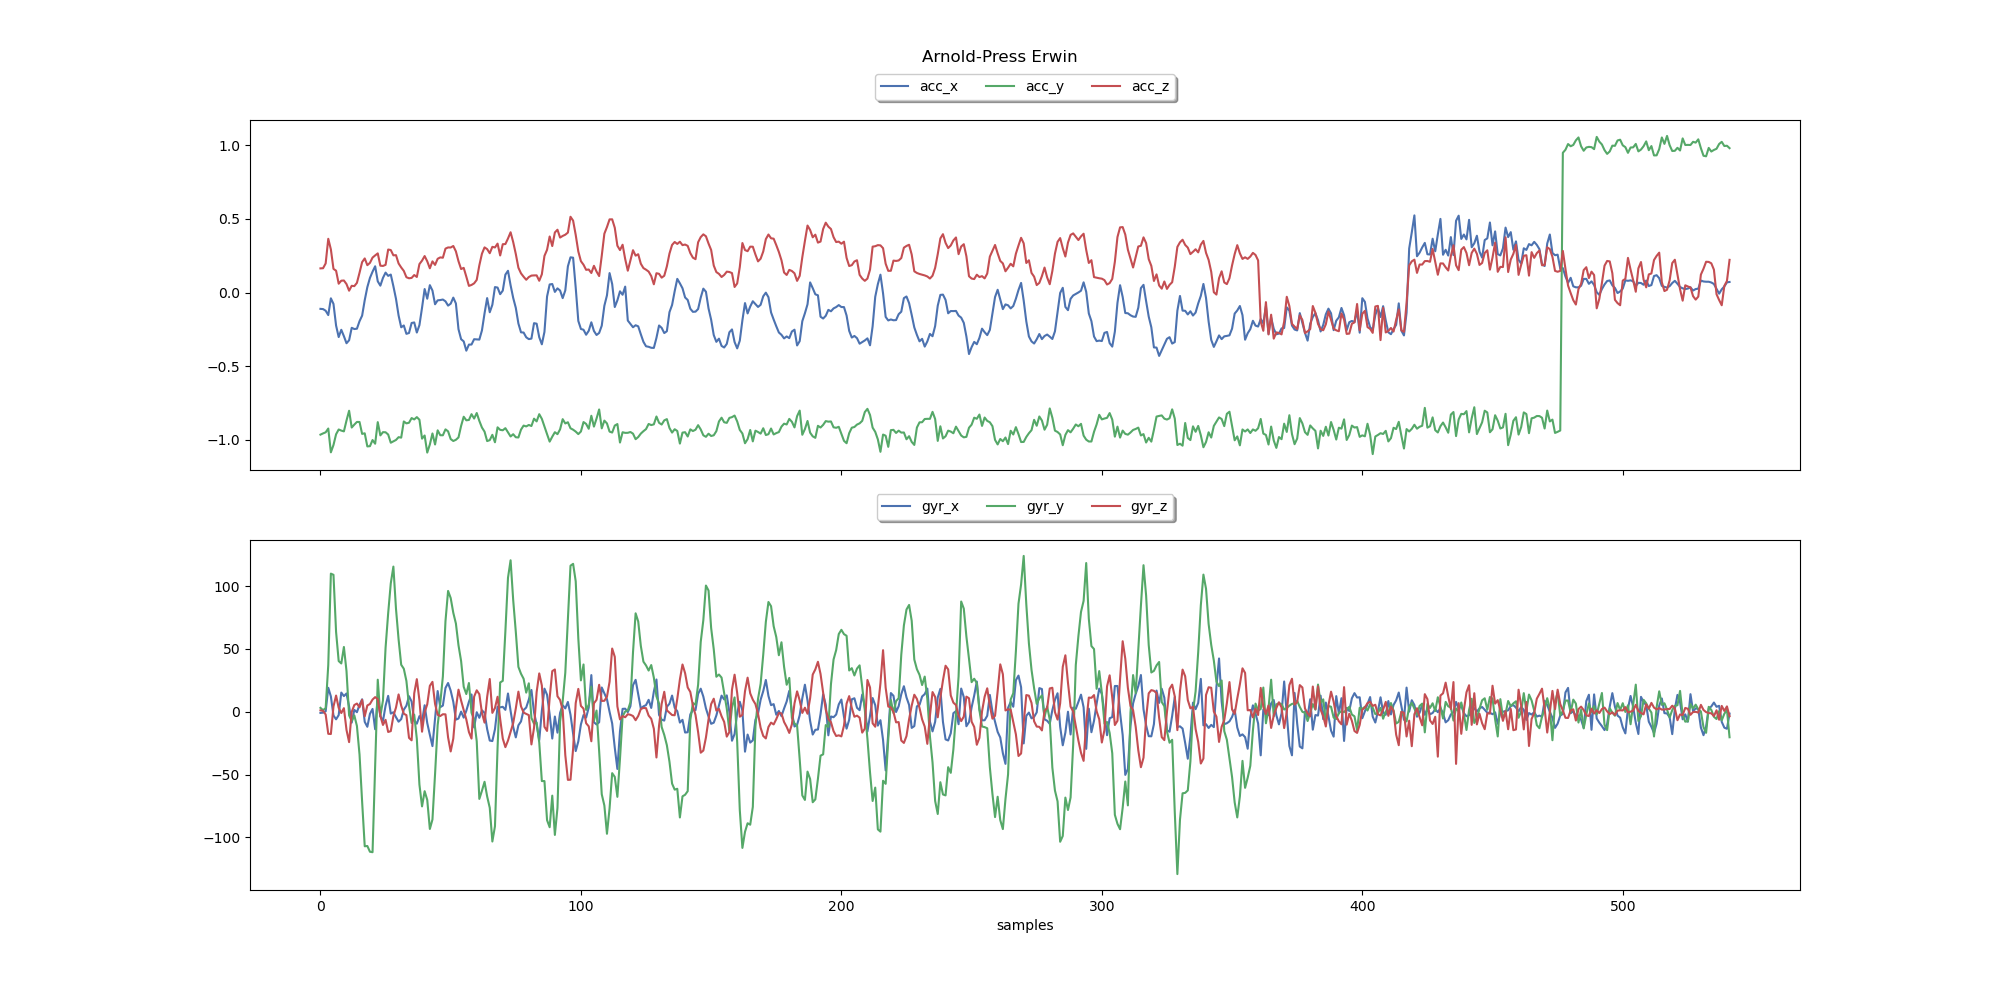 Arnold-Press Erwin
acc_x acc_y acc_z
1.0
0.5
0.0
−0.5
−1.0
gyr_x gyr_y gyr_z
100
50
0
−50
−100
0 100 200 300 400 500
samples